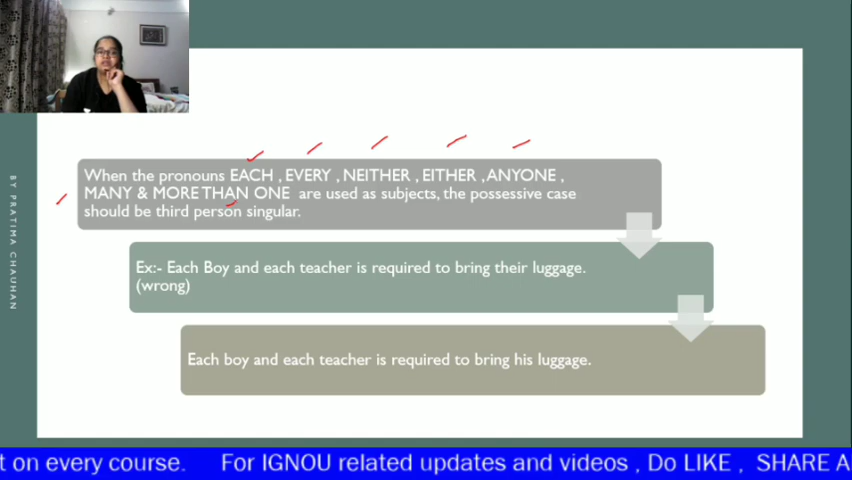 BY PRATIMA CHAUHAN
When the pronouns EACH , EVERY , NEITHER , EITHER , ANYONE ,
MANY & MORE THAN ONE are used as subjects, the possessive case
should be third person singular.
Ex:- Each Boy and each teacher is required to bring their luggage.
(wrong)
Each boy and each teacher is required to bring his luggage.
t on every course. For IGNOU related updates and videos , Do LIKE , SHARE A